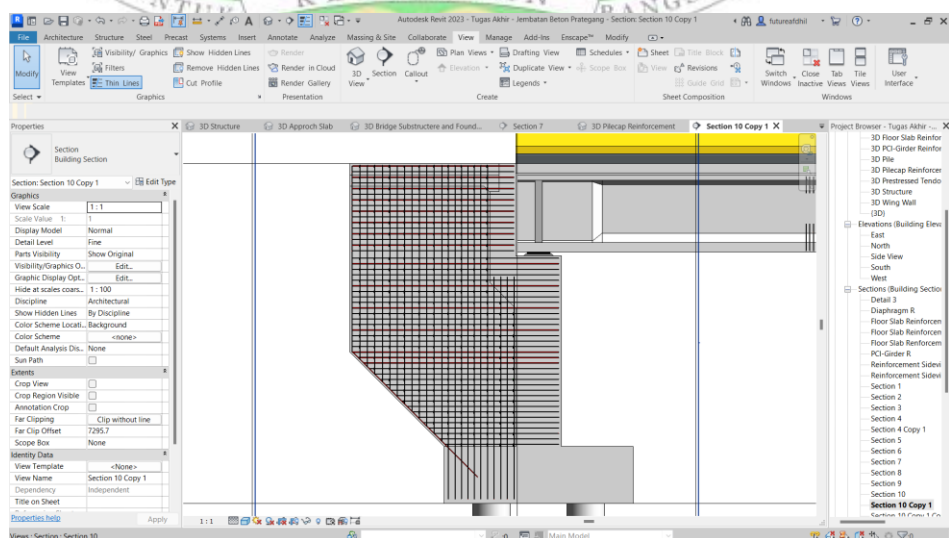 Autodesk Revit 2023 - Tugas Akhir - Jembatan Beton Prategang - Section: Section 10 Copy 1
futureafdhil
File Architecture Structure Steel Precast Systems Insert Annotate Analyze Massing & Site Collaborate View Manage Add-Ins Enscape™ Modify
Modify
View Templates
Visibility/ Graphics
Filters
Thin Lines
Show Hidden Lines
Remove Hidden Lines
Cut Profile
Render
Render in Cloud
Render Gallery
3D View
Section
Callout
Plan Views
Elevation
Drafting View
Duplicate View
Legends
Schedules
Scope Box
Sheet
View
Title Block
Revisions
Guide Grid
Switch Windows
Close Inactive
Tab Views
Tile Views
User Interface
Select Graphics Presentation Create Sheet Composition Windows
Properties
3D Structure
3D Approch Slab
3D Bridge Substructere and Found...
Section 7
3D Pilecap Reinforcement
Section 10 Copy 1
Project Browser - Tugas Akhir -...
Section
Building Section
Section: Section 10 Copy 1
Edit Type
Graphics
View Scale 1 : 1
Scale Value 1: 1
Display Model Normal
Detail Level Fine
Parts Visibility Show Original
Visibility/Graphics O... Edit...
Graphic Display Opt... Edit...
Hide at scales coars... 1 : 100
Discipline Architectural
Show Hidden Lines By Discipline
Color Scheme Locati... Background
Color Scheme <none>
Default Analysis Dis... None
Sun Path
Extents
Crop View
Crop Region Visible
Annotation Crop
Far Clipping Clip without line
Far Clip Offset 7295.7
Scope Box None
Identity Data
View Template <None>
View Name Section 10 Copy 1
Dependency Independent
Title on Sheet
Properties help
Apply
1 : 1
Views : Section : Section 10
Main Model
3D Floor Slab Reinfor
3D PCI-Girder Reinfor
3D Pile
3D Pilecap Reinforcer
3D Prestressed Tendo
3D Structure
3D Wing Wall
{3D}
Elevations (Building Eleva
East
North
Side View
South
West
Sections (Building Section
Detail 3
Diaphragm R
Floor Slab Reinforcen
Floor Slab Reinforcen
Floor Slab Renforcem
PCI-Girder R
Reinforcement Sidevi
Reinforcement Sidevi
Section 1
Section 2
Section 3
Section 4
Section 4 Copy 1
Section 5
Section 6
Section 7
Section 8
Section 9
Section 10
Section 10 Copy 1
Section 10 Copy 1 Co